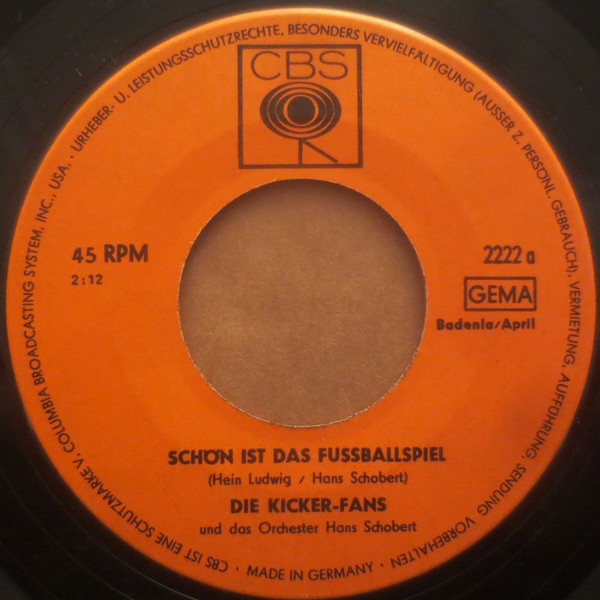 CBS
45 RPM
2:12
2222 a
GEMA
Badenia/April
SCHÖN IST DAS FUSSBALLSPIEL
(Hein Ludwig / Hans Schobert)
DIE KICKER-FANS
und das Orchester Hans Schobert
· CBS IST EINE SCHUTZMARKE V. COLUMBIA BROADCASTING SYSTEM, INC., USA. · URHEBER- U. LEISTUNGSSCHUTZRECHTE, BESONDERS VERVIELFÄLTIGUNG (AUSSER Z. PERSÖNL. GEBRAUCH), VERMIETUNG, AUFFÜHRUNG, SENDUNG VORBEHALTEN
· MADE IN GERMANY ·